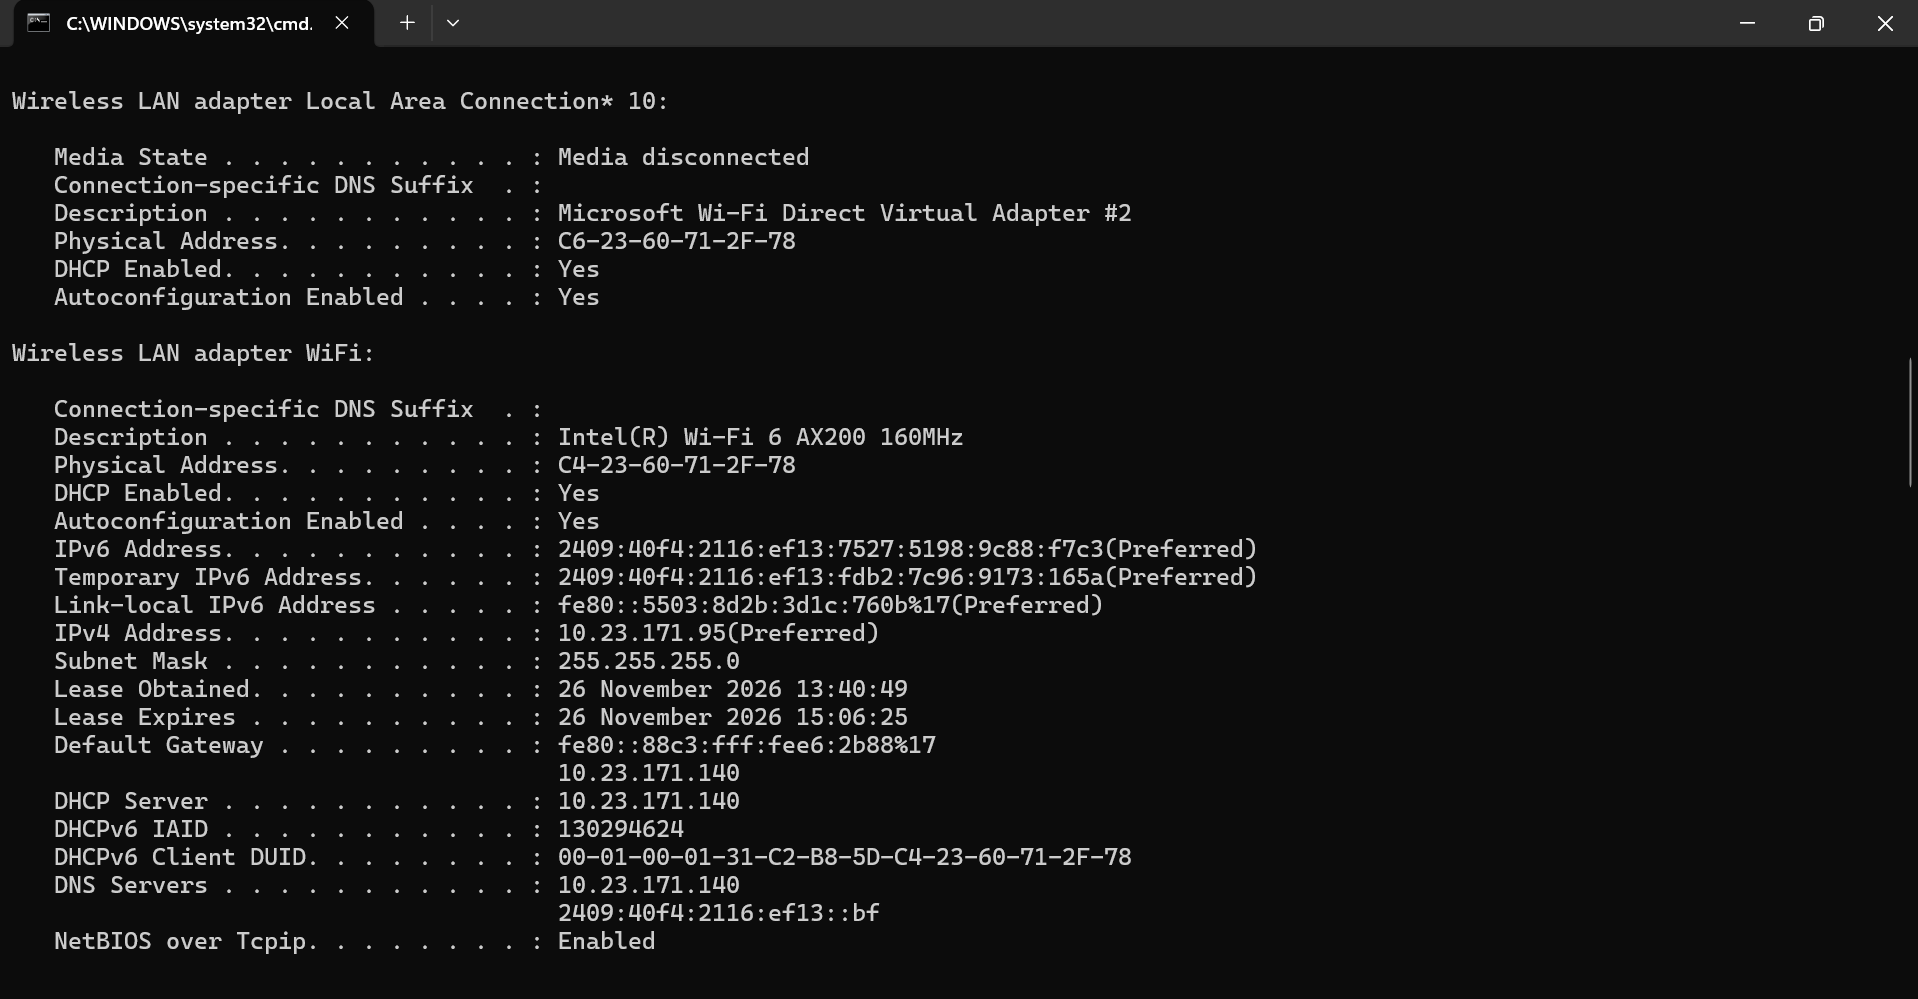 C:\WINDOWS\system32\cmd.
Wireless LAN adapter Local Area Connection* 10:
Media State . . . . . . . . . . . : Media disconnected
Connection-specific DNS Suffix  . :
Description . . . . . . . . . . . : Microsoft Wi-Fi Direct Virtual Adapter #2
Physical Address. . . . . . . . . : C6-23-60-71-2F-78
DHCP Enabled. . . . . . . . . . . : Yes
Autoconfiguration Enabled . . . . : Yes
Wireless LAN adapter WiFi:
Connection-specific DNS Suffix  . :
Description . . . . . . . . . . . : Intel(R) Wi-Fi 6 AX200 160MHz
Physical Address. . . . . . . . . : C4-23-60-71-2F-78
DHCP Enabled. . . . . . . . . . . : Yes
Autoconfiguration Enabled . . . . : Yes
IPv6 Address. . . . . . . . . . . : 2409:40f4:2116:ef13:7527:5198:9c88:f7c3(Preferred)
Temporary IPv6 Address. . . . . . : 2409:40f4:2116:ef13:fdb2:7c96:9173:165a(Preferred)
Link-local IPv6 Address . . . . . : fe80::5503:8d2b:3d1c:760b%17(Preferred)
IPv4 Address. . . . . . . . . . . : 10.23.171.95(Preferred)
Subnet Mask . . . . . . . . . . . : 255.255.255.0
Lease Obtained. . . . . . . . . . : 26 November 2026 13:40:49
Lease Expires . . . . . . . . . . : 26 November 2026 15:06:25
Default Gateway . . . . . . . . . : fe80::88c3:fff:fee6:2b88%17
10.23.171.140
DHCP Server . . . . . . . . . . . : 10.23.171.140
DHCPv6 IAID . . . . . . . . . . . : 130294624
DHCPv6 Client DUID. . . . . . . . : 00-01-00-01-31-C2-B8-5D-C4-23-60-71-2F-78
DNS Servers . . . . . . . . . . . : 10.23.171.140
2409:40f4:2116:ef13::bf
NetBIOS over Tcpip. . . . . . . . : Enabled